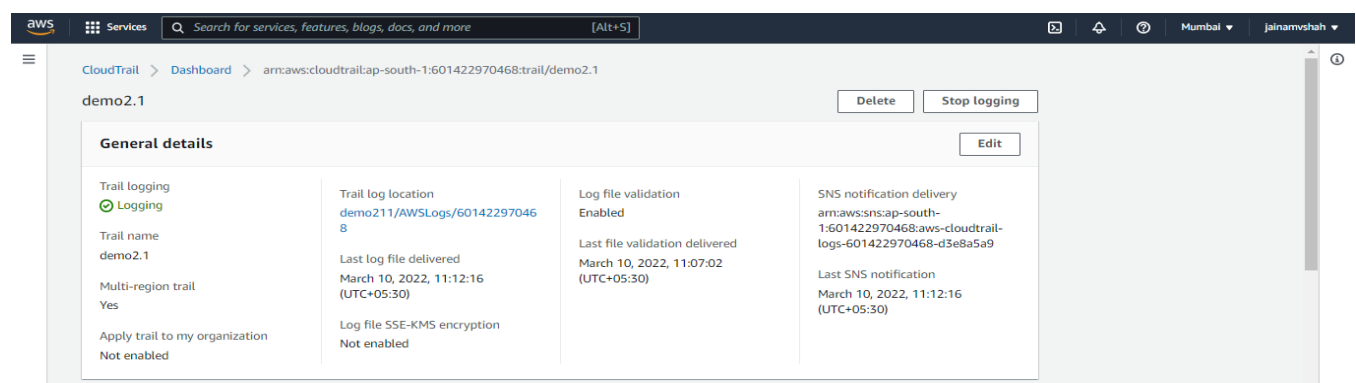 aws
Services
Search for services, features, blogs, docs, and more [Alt+S]
Mumbai
jainamvshah
CloudTrail > Dashboard > arn:aws:cloudtrail:ap-south-1:601422970468:trail/demo2.1
demo2.1
Delete
Stop logging
General details
Edit
Trail logging
Logging
Trail name
demo2.1
Multi-region trail
Yes
Apply trail to my organization
Not enabled
Trail log location
demo211/AWSLogs/60142297046
8
Last log file delivered
March 10, 2022, 11:12:16
(UTC+05:30)
Log file SSE-KMS encryption
Not enabled
Log file validation
Enabled
Last file validation delivered
March 10, 2022, 11:07:02
(UTC+05:30)
SNS notification delivery
arn:aws:sns:ap-south-
1:601422970468:aws-cloudtrail-
logs-601422970468-d3e8a5a9
Last SNS notification
March 10, 2022, 11:12:16
(UTC+05:30)